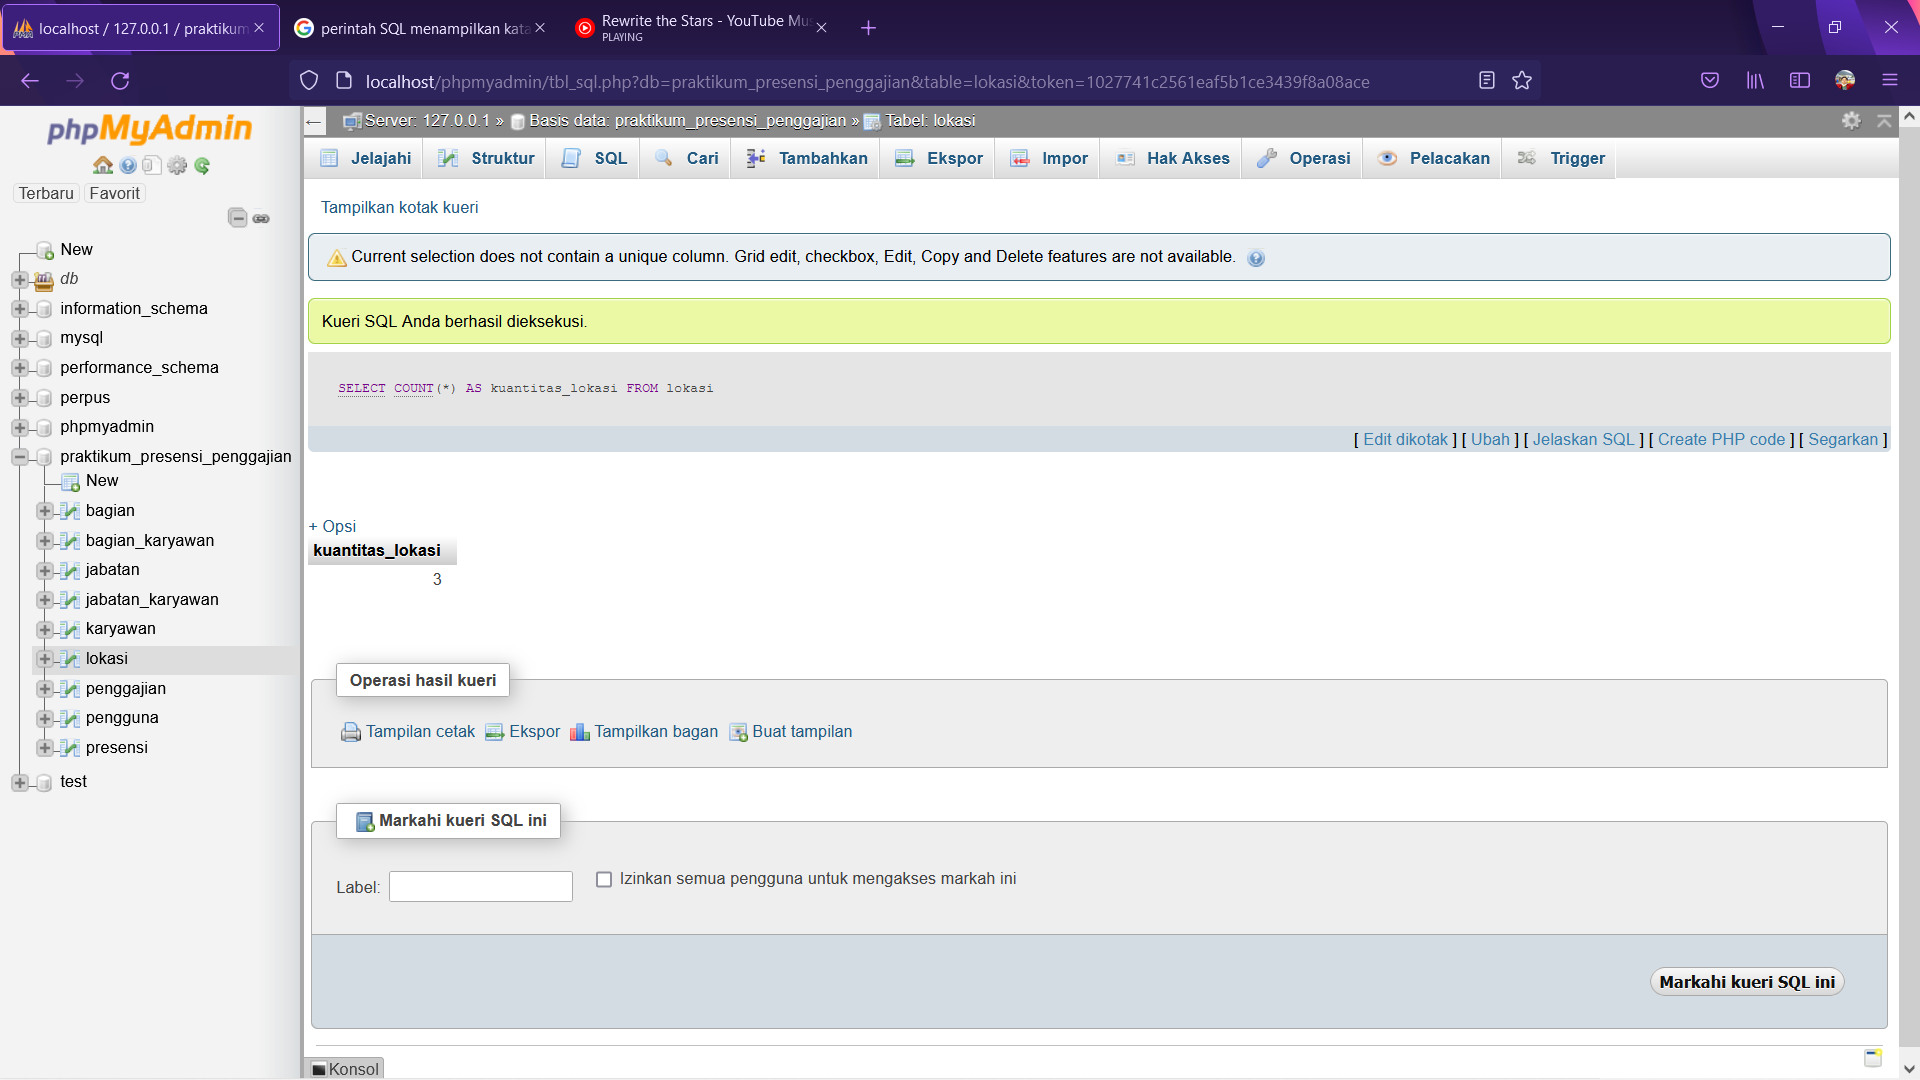 localhost / 127.0.0.1 / praktikum
perintah SQL menampilkan kata
Rewrite the Stars - YouTube Mus
PLAYING
localhost/phpmyadmin/tbl_sql.php?db=praktikum_presensi_penggajian&table=lokasi&token=1027741c2561eaf5b1ce3439f8a08ace
phpMyAdmin
Terbaru Favorit
New
db
information_schema
mysql
performance_schema
perpus
phpmyadmin
praktikum_presensi_penggajian
New
bagian
bagian_karyawan
jabatan
jabatan_karyawan
karyawan
lokasi
penggajian
pengguna
presensi
test
Server: 127.0.0.1 » Basis data: praktikum_presensi_penggajian » Tabel: lokasi
Jelajahi Struktur SQL Cari Tambahkan Ekspor Impor Hak Akses Operasi Pelacakan Trigger
Tampilkan kotak kueri
Current selection does not contain a unique column. Grid edit, checkbox, Edit, Copy and Delete features are not available.
Kueri SQL Anda berhasil dieksekusi.
SELECT COUNT(*) AS kuantitas_lokasi FROM lokasi
[ Edit dikotak ] [ Ubah ] [ Jelaskan SQL ] [ Create PHP code ] [ Segarkan ]
+ Opsi
kuantitas_lokasi
3
Operasi hasil kueri
Tampilan cetak Ekspor Tampilkan bagan Buat tampilan
Markahi kueri SQL ini
Label: Izinkan semua pengguna untuk mengakses markah ini
Markahi kueri SQL ini
Konsol